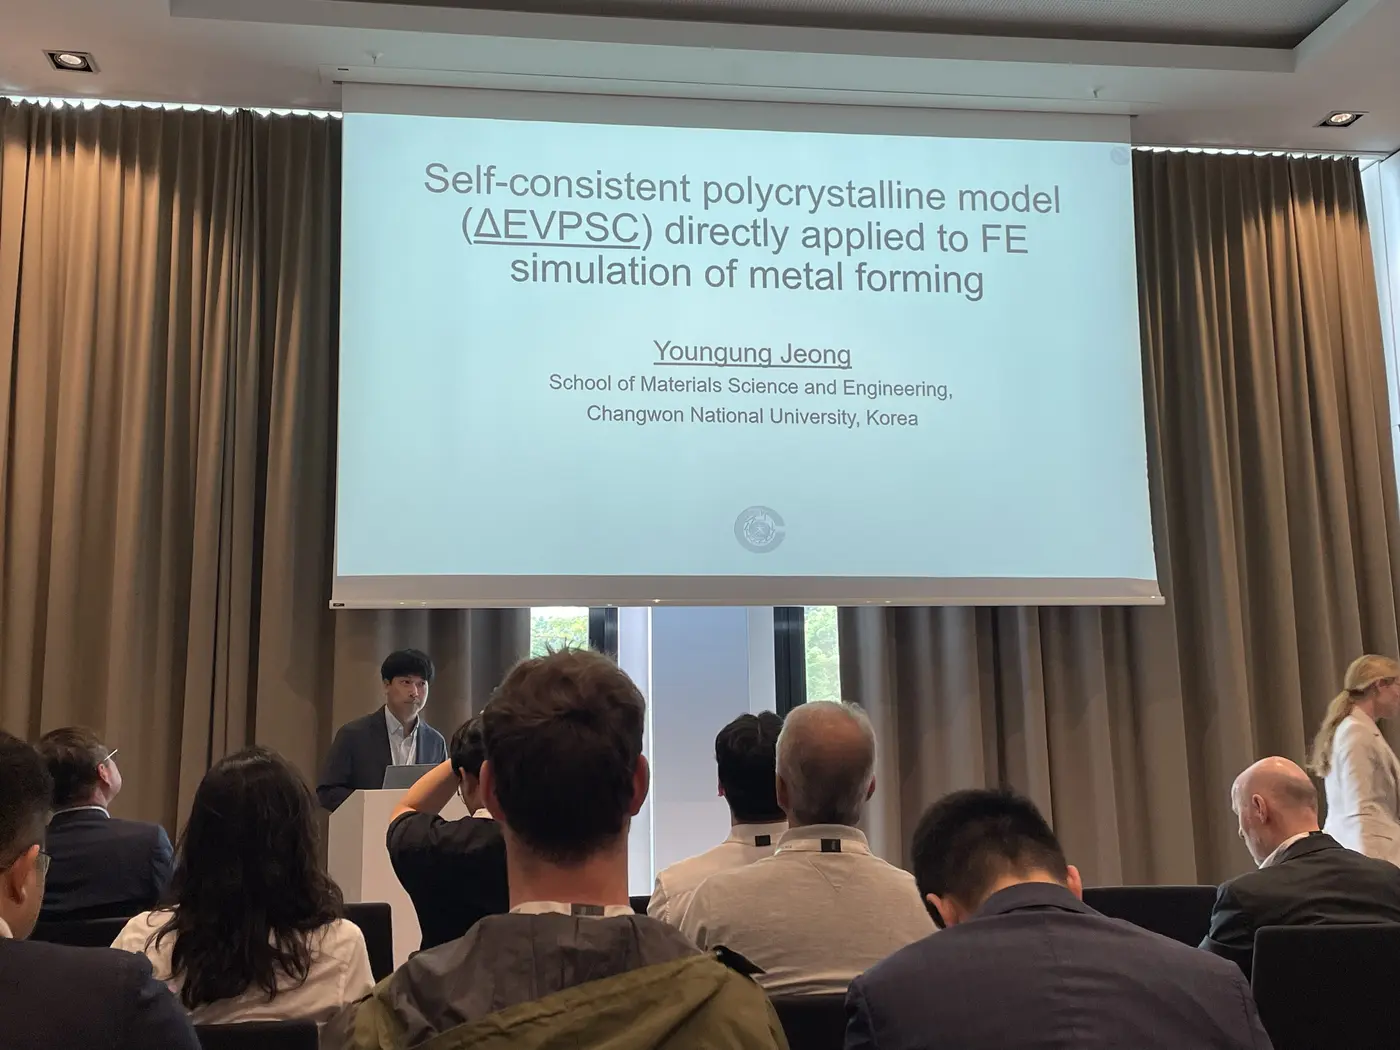 Self-consistent polycrystalline model
(ΔEVPSC) directly applied to FE
simulation of metal forming
Youngung Jeong
School of Materials Science and Engineering,
Changwon National University, Korea